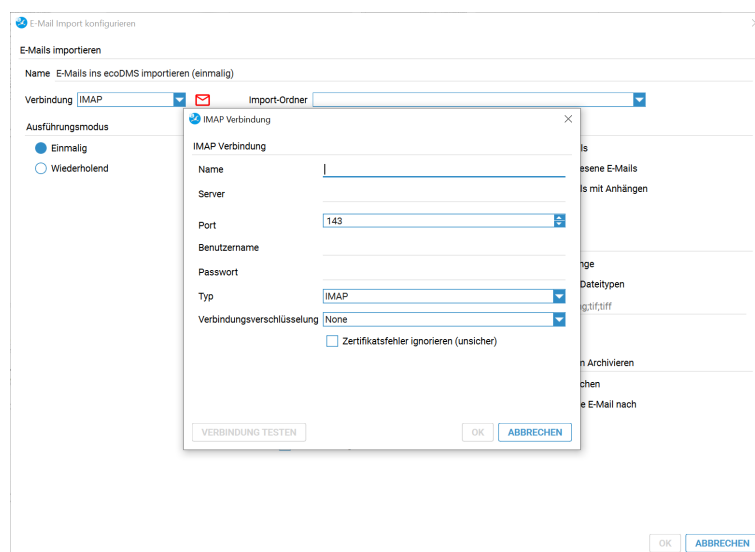 E-Mail Import konfigurieren
E-Mails importieren
Name E-Mails ins ecoDMS importieren (einmalig)
Verbindung IMAP Import-Ordner
Ausführungsmodus
Einmalig
Wiederholend
IMAP Verbindung
IMAP Verbindung
Name
Server
Port 143
Benutzername
Passwort
Typ IMAP
Verbindungsverschlüsselung None
Zertifikatsfehler ignorieren (unsicher)
VERBINDUNG TESTEN OK ABBRECHEN
ls
esene E-Mails
ls mit Anhängen
nge
Dateitypen
g;tif;tiff
n Archivieren
chen
e E-Mail nach
OK ABBRECHEN